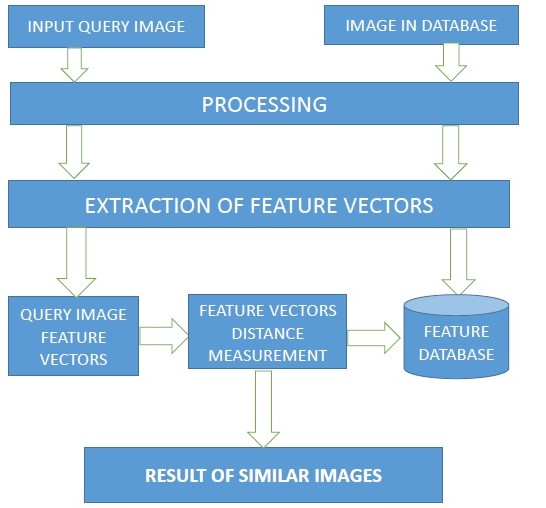 INPUT QUERY IMAGE
IMAGE IN DATABASE
PROCESSING
EXTRACTION OF FEATURE VECTORS
QUERY IMAGE
FEATURE
VECTORS
FEATURE VECTORS
DISTANCE
MEASUREMENT
FEATURE
DATABASE
RESULT OF SIMILAR IMAGES